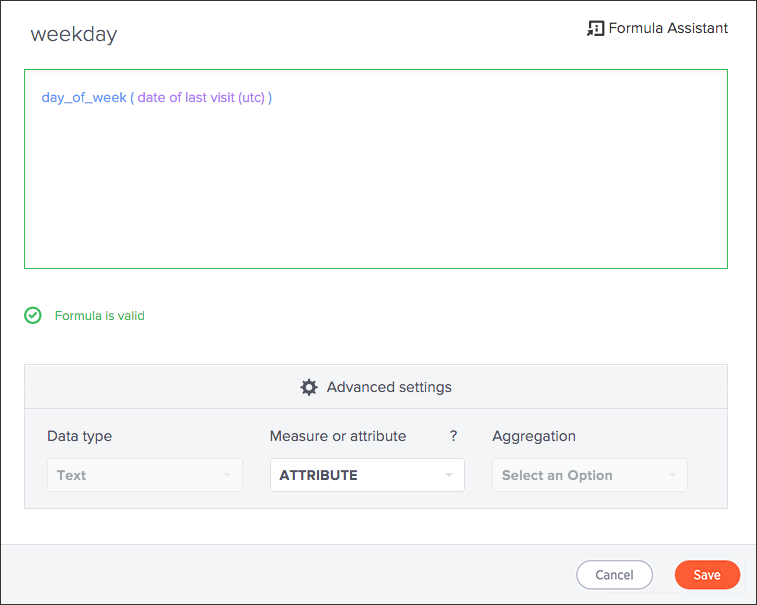 weekday
Formula Assistant
day_of_week ( date of last visit (utc) )
Formula is valid
Advanced settings
Data type
Measure or attribute ?
Aggregation
Text
ATTRIBUTE
Select an Option
Cancel
Save